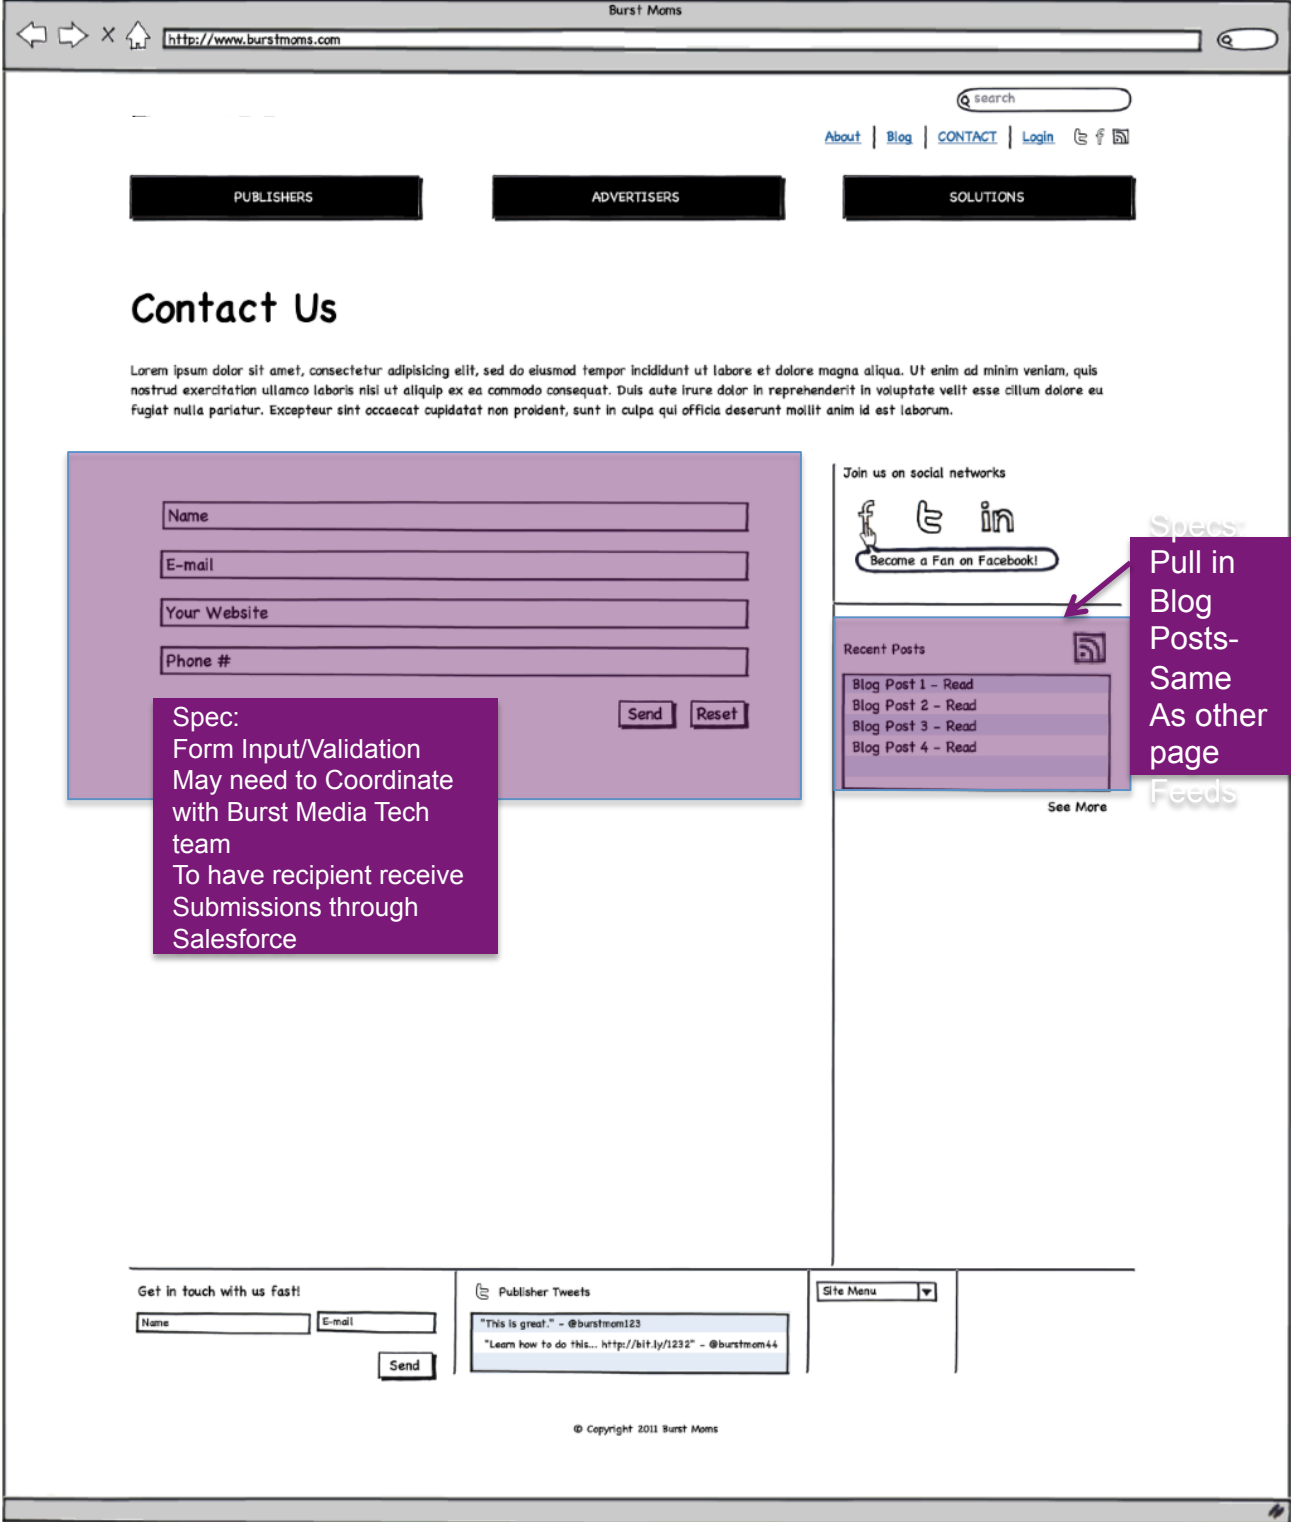 Burst Moms
http://www.burstmoms.com
search
About | Blog | CONTACT | Login
PUBLISHERS
ADVERTISERS
SOLUTIONS
Contact Us
Lorem ipsum dolor sit amet, consectetur adipisicing elit, sed do eiusmod tempor incididunt ut labore et dolore magna aliqua. Ut enim ad minim veniam, quis
nostrud exercitation ullamco laboris nisi ut aliquip ex ea commodo consequat. Duis aute irure dolor in reprehenderit in voluptate velit esse cillum dolore eu
fugiat nulla pariatur. Excepteur sint occaecat cupidatat non proident, sunt in culpa qui officia deserunt mollit anim id est laborum.
Name
E-mail
Your Website
Phone #
Send
Reset
Spec:
Form Input/Validation
May need to Coordinate
with Burst Media Tech
team
To have recipient receive
Submissions through
Salesforce
Join us on social networks
f t in
Become a Fan on Facebook!
Specs:
Pull in
Blog
Posts-
Same
As other
page
Feeds
Recent Posts
Blog Post 1 - Read
Blog Post 2 - Read
Blog Post 3 - Read
Blog Post 4 - Read
See More
Get in touch with us fast!
Name
E-mail
Send
Publisher Tweets
"This is great." - @burstmom123
"Learn how to do this... http://bit.ly/1232" - @burstmom44
Site Menu
© Copyright 2011 Burst Moms